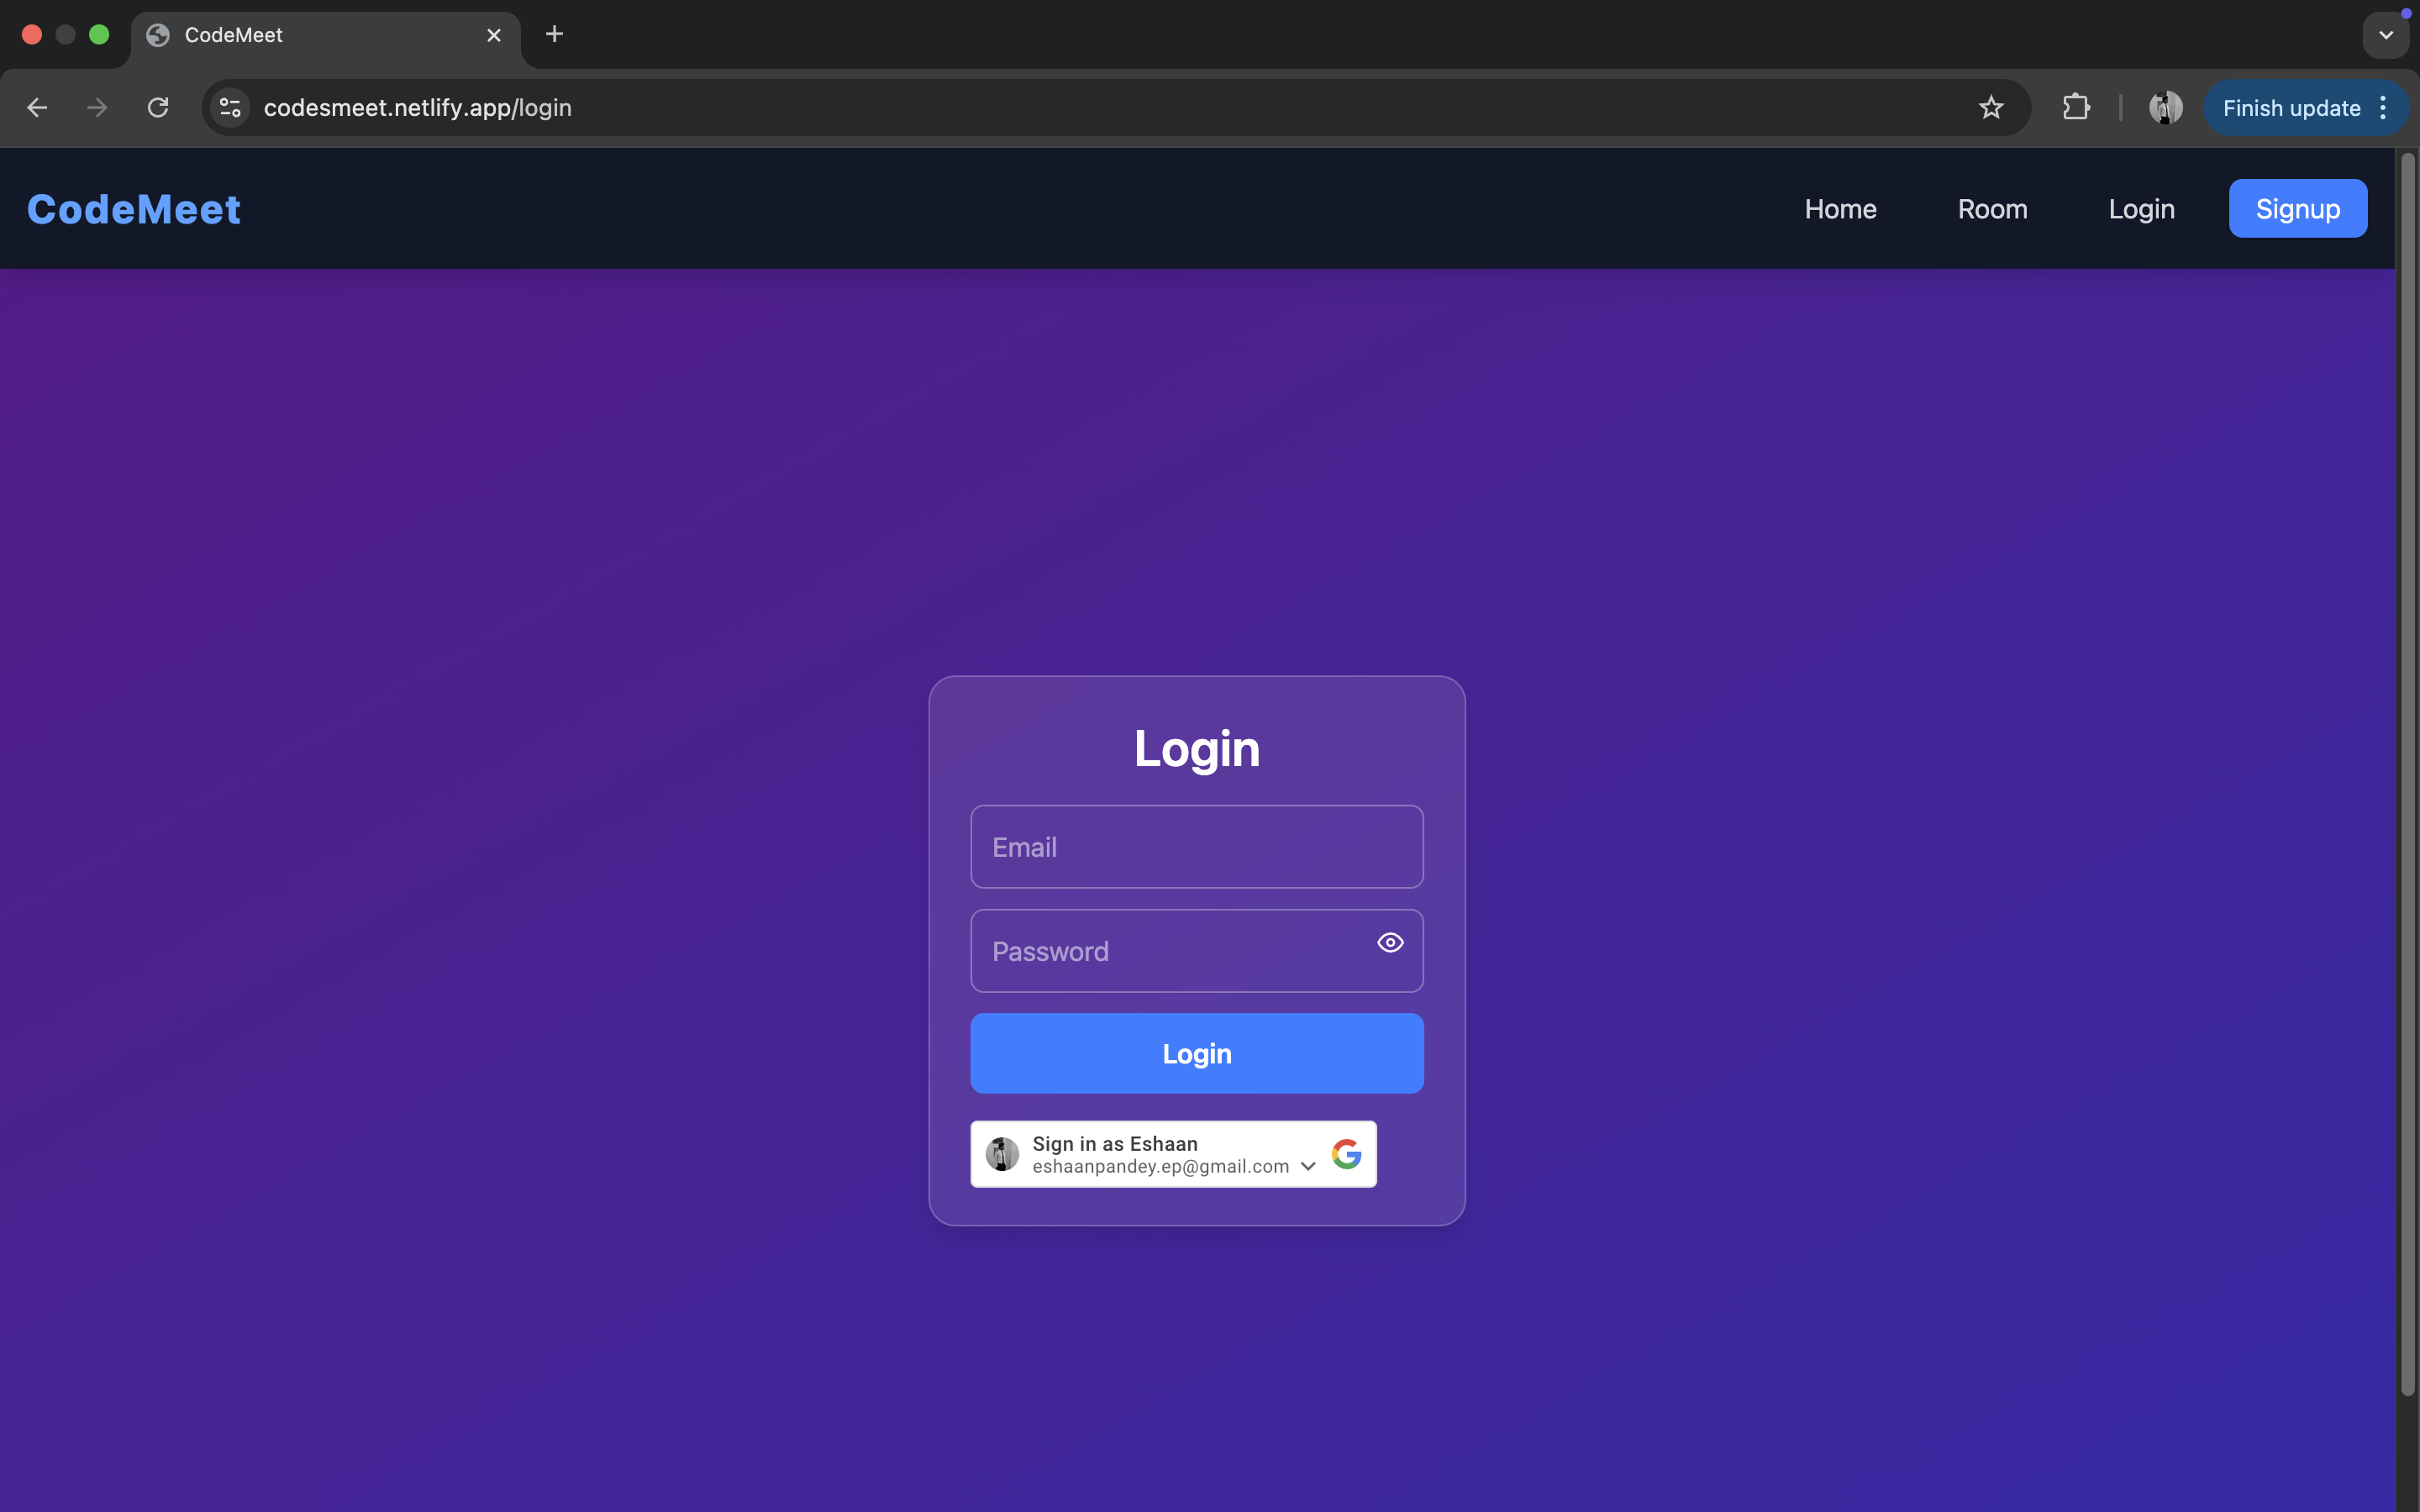 CodeMeet
codesmeet.netlify.app/login
Finish update
CodeMeet
Home
Room
Login
Signup
Login
Email
Password
Login
Sign in as Eshaan
eshaanpandey.ep@gmail.com